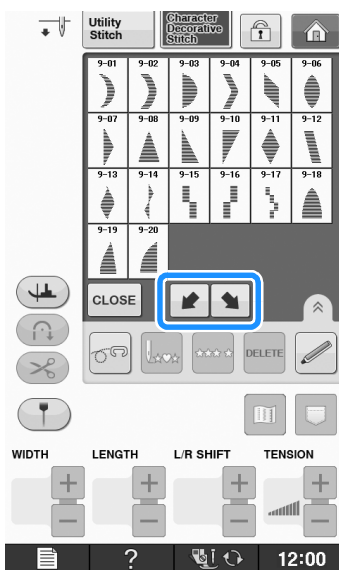 Utility
Stitch
Character
Decorative
Stitch
9-01 9-02 9-03 9-04 9-05 9-06
9-07 9-08 9-09 9-10 9-11 9-12
9-13 9-14 9-15 9-16 9-17 9-18
9-19 9-20
CLOSE
DELETE
WIDTH LENGTH L/R SHIFT TENSION
+ + + +
− − − −
? 12:00